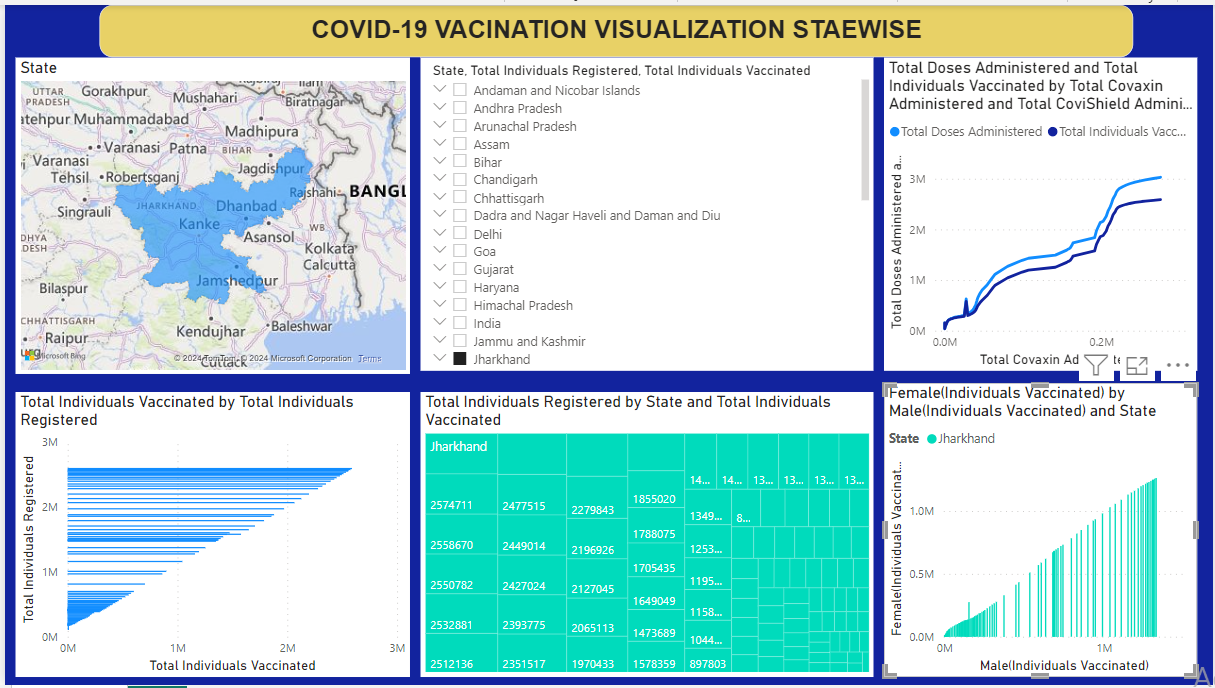 COVID-19 VACINATION VISUALIZATION STAEWISE
State
UTTAR
PRADESH
Gorakhpur
Mushahari
Biratnagar
Muhammadabad
Madhipura
Varanasi
Patna
BIHAR
Varanasi
Tehsil
Robertsganj
Jagdishpur
Rajshahi
BANGL
Singrauli
JHARKHAND
Dhanbad
Kanke
Asansol
WB
Kolkata
Calcutta
Jamshedpur
Bilaspur
CHHATTISGARH
Raipur
Kendujhar
Baleshwar
Cuttack
Microsoft Bing
© 2024 TomTom, © 2024 Microsoft Corporation Terms
State, Total Individuals Registered, Total Individuals Vaccinated
Andaman and Nicobar Islands
Andhra Pradesh
Arunachal Pradesh
Assam
Bihar
Chandigarh
Chhattisgarh
Dadra and Nagar Haveli and Daman and Diu
Delhi
Goa
Gujarat
Haryana
Himachal Pradesh
India
Jammu and Kashmir
Jharkhand
Total Doses Administered and Total
Individuals Vaccinated by Total Covaxin
Administered and Total CoviShield Admini...
Total Doses Administered Total Individuals Vacc...
Total Doses Administered a...
3M
2M
1M
0M
0.0M 0.2M
Total Covaxin Ad
Total Individuals Vaccinated by Total Individuals
Registered
Total Individuals Registered
3M
2M
1M
0M
0M 1M 2M 3M
Total Individuals Vaccinated
Total Individuals Registered by State and Total Individuals
Vaccinated
Jharkhand
2574711
2558670
2550782
2532881
2512136
2477515
2449014
2427024
2393775
2351517
2279843
2196926
2127045
2065113
1970433
1855020
1788075
1705435
1649049
1473689
1578359
14...
14...
13...
13...
13...
13...
1349...
8...
1253...
1195...
1158...
1044...
897803
Female(Individuals Vaccinated) by
Male(Individuals Vaccinated) and State
State Jharkhand
Female(Individuals Vaccinat...
1.0M
0.5M
0.0M
0M 1M
Male(Individuals Vaccinated)